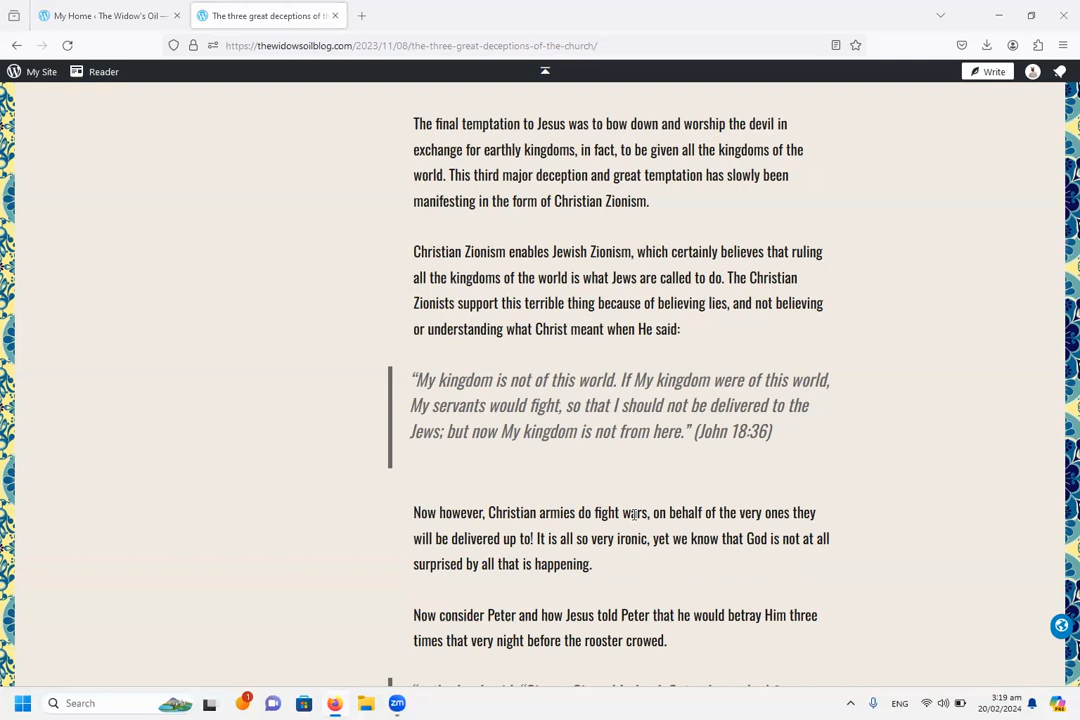 My Home ‹ The Widow's Oil —
The three great deceptions of th
https://thewidowsoilblog.com/2023/11/08/the-three-great-deceptions-of-the-church/
My Site
Reader
Write
The final temptation to Jesus was to bow down and worship the devil in
exchange for earthly kingdoms, in fact, to be given all the kingdoms of the
world. This third major deception and great temptation has slowly been
manifesting in the form of Christian Zionism.
Christian Zionism enables Jewish Zionism, which certainly believes that ruling
all the kingdoms of the world is what Jews are called to do. The Christian
Zionists support this terrible thing because of believing lies, and not believing
or understanding what Christ meant when He said:
“My kingdom is not of this world. If My kingdom were of this world,
My servants would fight, so that I should not be delivered to the
Jews; but now My kingdom is not from here.” (John 18:36)
Now however, Christian armies do fight wars, on behalf of the very ones they
will be delivered up to! It is all so very ironic, yet we know that God is not at all
surprised by all that is happening.
Now consider Peter and how Jesus told Peter that he would betray Him three
times that very night before the rooster crowed.
Search
1
zm
ENG
3:19 am
20/02/2024
PRE